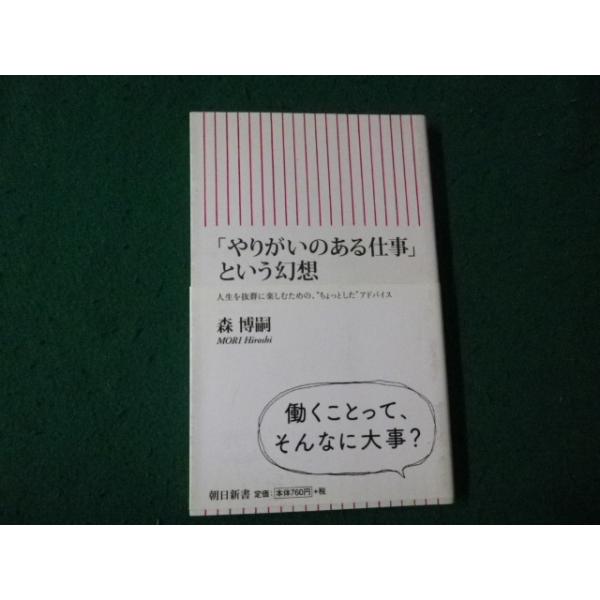 「やりがいのある仕事」
という幻想
人生を抜群に楽しむための、“ちょっとした”アドバイス
森 博嗣
MORI Hiroshi
働くことって、
そんなに大事?
朝日新書 定価:本体760円+税